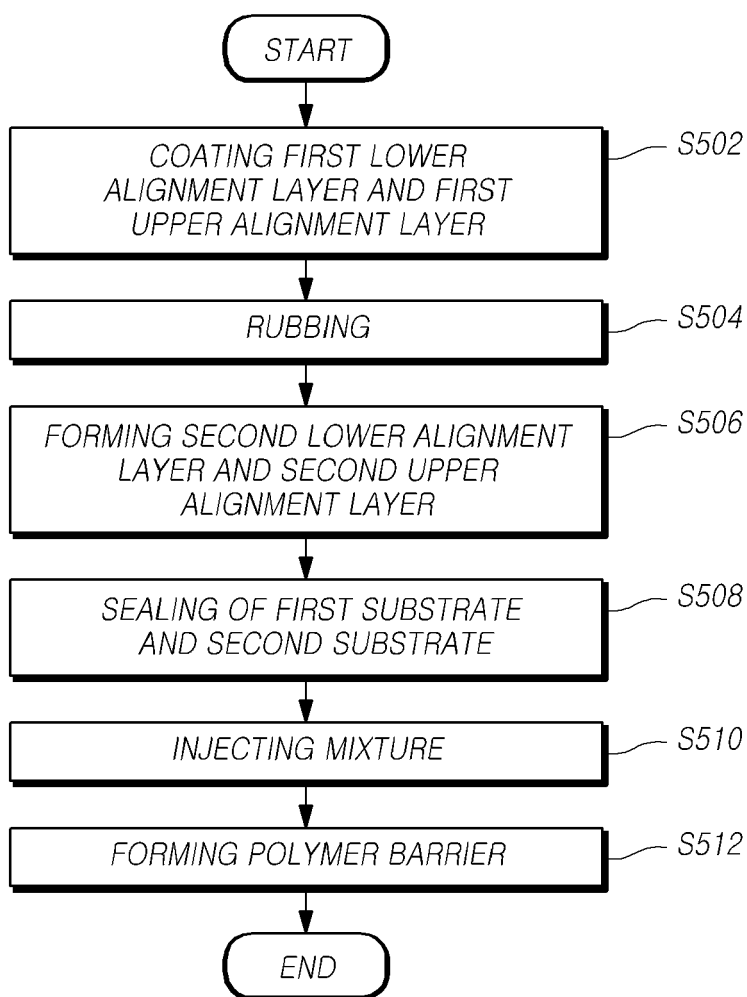 START
COATING FIRST LOWER
ALIGNMENT LAYER AND FIRST
UPPER ALIGNMENT LAYER
S502
RUBBING
S504
FORMING SECOND LOWER ALIGNMENT
LAYER AND SECOND UPPER
ALIGNMENT LAYER
S506
SEALING OF FIRST SUBSTRATE
AND SECOND SUBSTRATE
S508
INJECTING MIXTURE
S510
FORMING POLYMER BARRIER
S512
END